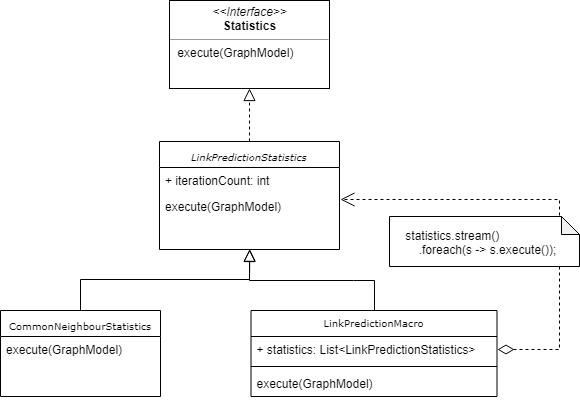 <<Interface>>
Statistics
execute(GraphModel)
LinkPredictionStatistics
+ iterationCount: int
execute(GraphModel)
statistics.stream()
.foreach(s -> s.execute());
CommonNeighbourStatistics
execute(GraphModel)
LinkPredictionMacro
+ statistics: List<LinkPredictionStatistics>
execute(GraphModel)